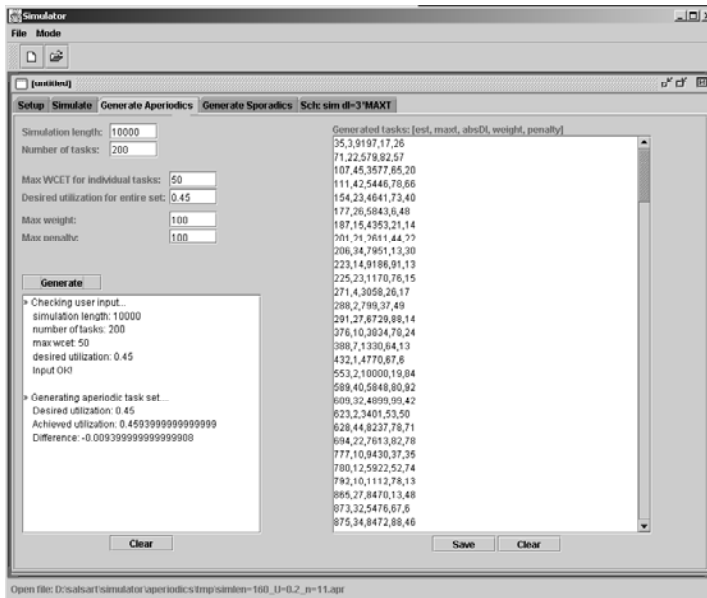 Simulator
File Mode
[untitled]
Setup Simulate Generate Aperiodics Generate Sporadics Sch: sim dl=3*MAXT
Simulation length: 10000
Number of tasks: 200
Max WCET for individual tasks: 50
Desired utilization for entire set: 0.45
Max weight: 100
Max penalty: 100
Generate
» Checking user input...
simulation length: 10000
number of tasks: 200
max wcet: 50
desired utilization: 0.45
Input OK!
» Generating aperiodic task set....
Desired utilization: 0.45
Achieved utilization: 0.4593999999999999
Difference: -0.009399999999999908
Clear
Generated tasks: [est, maxt, absDl, weight, penalty]
35,3,9197,17,26
71,22,579,82,57
107,45,3577,65,20
111,42,5446,78,66
154,23,4641,73,40
177,26,5843,6,48
187,15,4353,21,14
201,21,2611,44,22
206,34,7951,13,30
223,14,9186,91,13
225,23,1170,76,15
271,4,3058,26,17
288,2,799,37,49
291,27,6729,88,14
376,10,3834,78,24
388,7,1330,64,13
432,1,4770,67,6
553,2,10000,19,84
589,40,5848,80,92
609,32,4899,99,42
623,2,3401,53,50
628,44,8237,78,71
694,22,7613,82,78
777,10,9430,37,35
780,12,5922,52,74
792,10,1112,78,13
865,27,8470,13,48
873,32,5476,67,6
875,34,8472,88,46
Save Clear
Open file: D:\salsart\simulator\aperiodics\tmp\simlen=160_U=0.2_n=11.apr